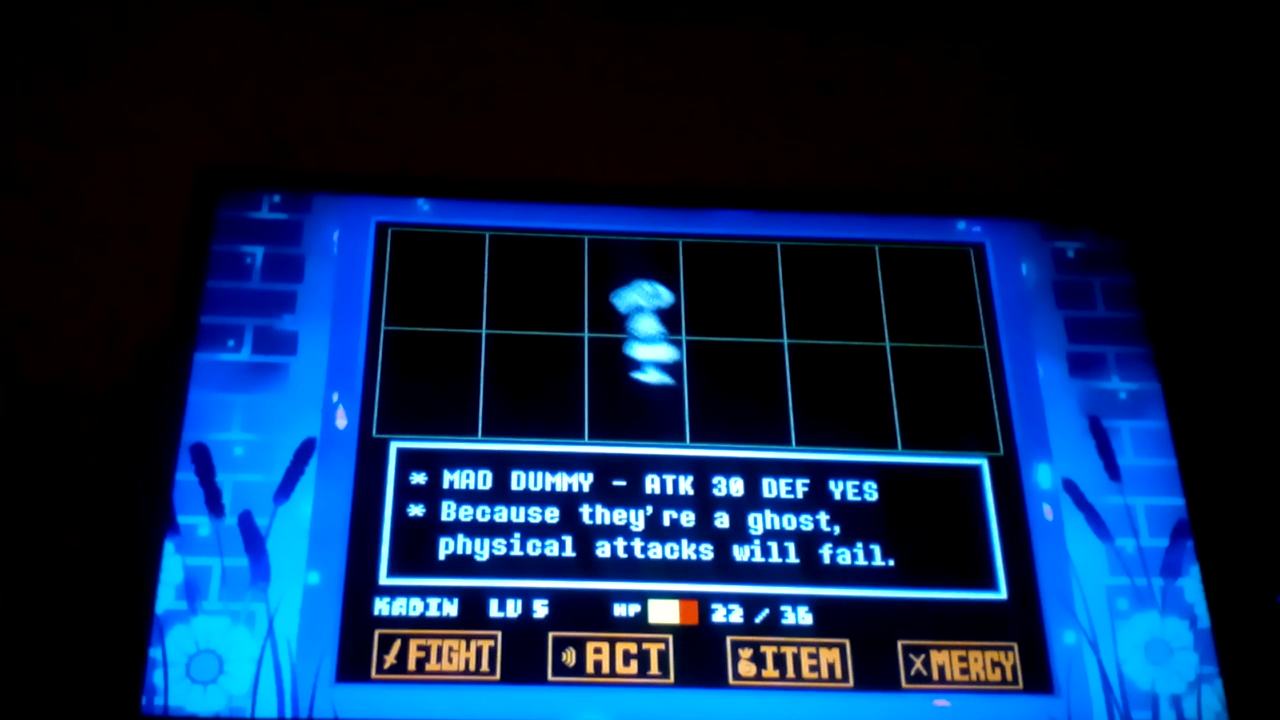 * MAD DUMMY - ATK 30 DEF YES
* Because they're a ghost,
physical attacks will fail.
KADIN LV 5 HP 22 / 36
FIGHT ACT ITEM MERCY